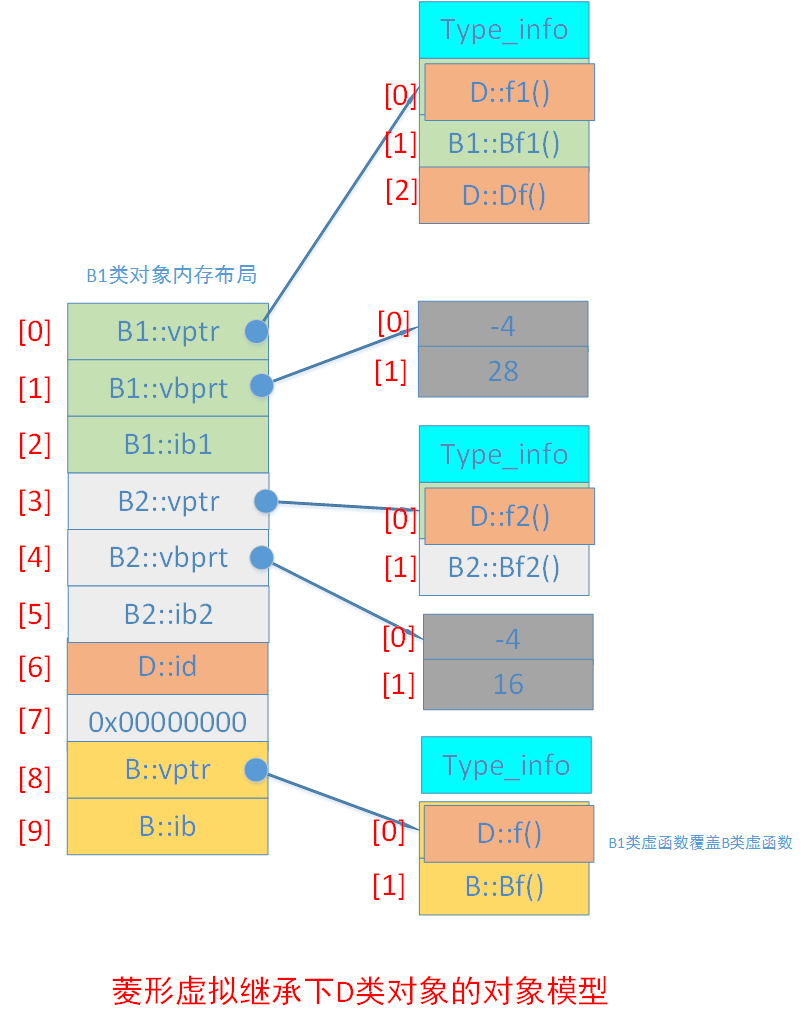 Type_info
[0] D::f1()
[1] B1::Bf1()
[2] D::Df()
B1类对象内存布局
[0] B1::vptr
[1] B1::vbprt
[2] B1::ib1
[3] B2::vptr
[4] B2::vbprt
[5] B2::ib2
[6] D::id
[7] 0x00000000
[8] B::vptr
[9] B::ib
[0] -4
[1] 28
Type_info
[0] D::f2()
[1] B2::Bf2()
[0] -4
[1] 16
Type_info
[0] D::f()
[1] B::Bf()
B1类虚函数覆盖B类虚函数
菱形虚拟继承下D类对象的对象模型